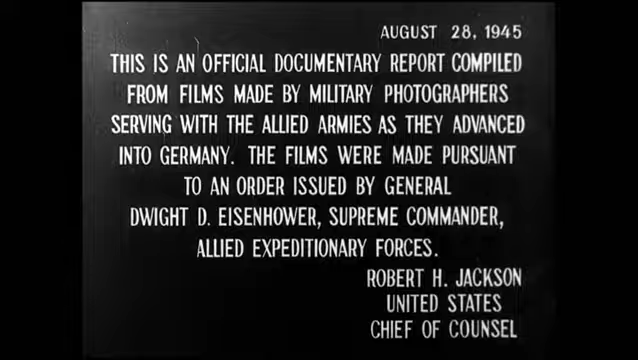 AUGUST 28, 1945
THIS IS AN OFFICIAL DOCUMENTARY REPORT COMPILED
FROM FILMS MADE BY MILITARY PHOTOGRAPHERS
SERVING WITH THE ALLIED ARMIES AS THEY ADVANCED
INTO GERMANY. THE FILMS WERE MADE PURSUANT
TO AN ORDER ISSUED BY GENERAL
DWIGHT D. EISENHOWER, SUPREME COMMANDER,
ALLIED EXPEDITIONARY FORCES.
ROBERT H. JACKSON
UNITED STATES
CHIEF OF COUNSEL